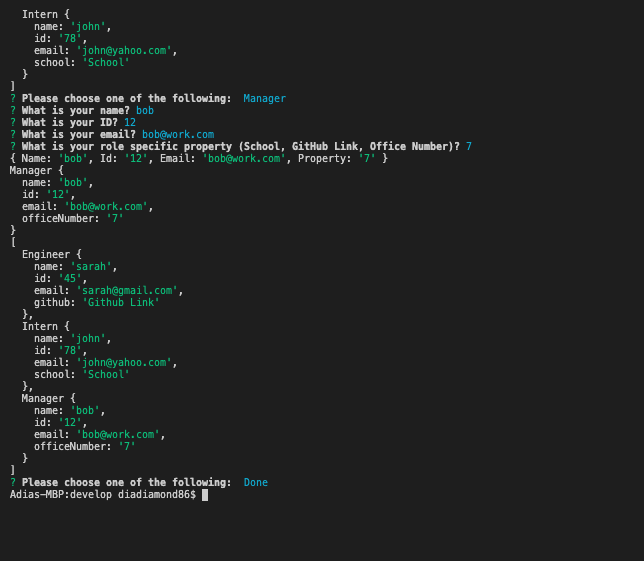 Intern {
    name: 'john',
    id: '78',
    email: 'john@yahoo.com',
    school: 'School'
  }
]
? Please choose one of the following:  Manager
? What is your name? bob
? What is your ID? 12
? What is your email? bob@work.com
? What is your role specific property (School, GitHub Link, Office Number)? 7
{ Name: 'bob', Id: '12', Email: 'bob@work.com', Property: '7' }
Manager {
  name: 'bob',
  id: '12',
  email: 'bob@work.com',
  officeNumber: '7'
}
[
  Engineer {
    name: 'sarah',
    id: '45',
    email: 'sarah@gmail.com',
    github: 'Github Link'
  },
  Intern {
    name: 'john',
    id: '78',
    email: 'john@yahoo.com',
    school: 'School'
  },
  Manager {
    name: 'bob',
    id: '12',
    email: 'bob@work.com',
    officeNumber: '7'
  }
]
? Please choose one of the following:  Done
Adias-MBP:develop diadiamond86$